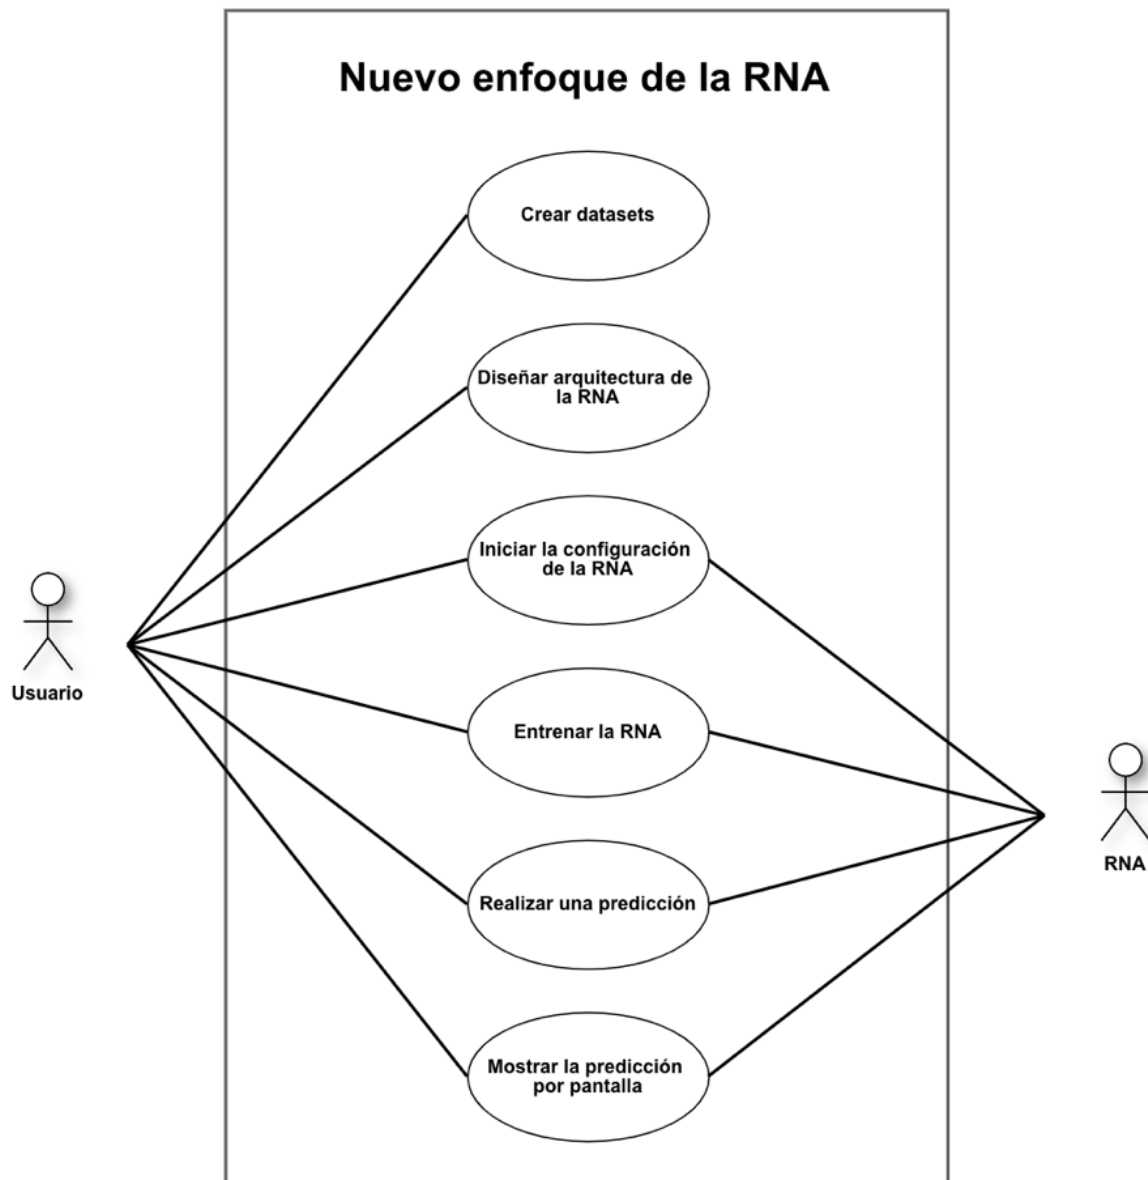 Nuevo enfoque de la RNA
Crear datasets
Diseñar arquitectura de
la RNA
Iniciar la configuración
de la RNA
Usuario
Entrenar la RNA
RNA
Realizar una predicción
Mostrar la predicción
por pantalla